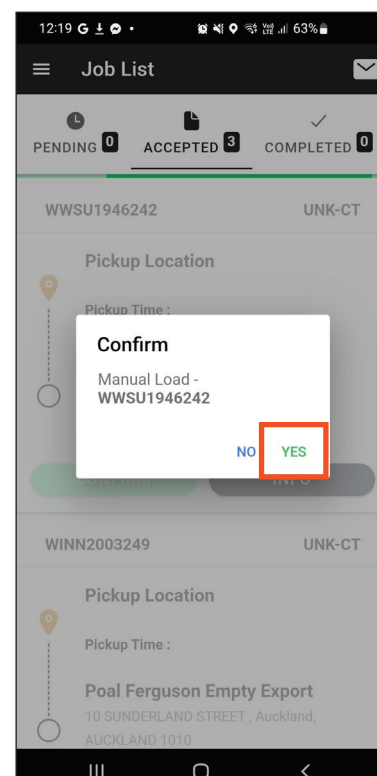 12:19 G 63%
Job List
PENDING 0 ACCEPTED 3 COMPLETED 0
WWSU1946242 UNK-CT
Pickup Location
Pickup Time :
Confirm
Manual Load -
WWSU1946242
NO YES
INFO
WINN2003249 UNK-CT
Pickup Location
Pickup Time :
Poal Ferguson Empty Export
10 SUNDERLAND STREET , Auckland,
AUCKLAND 1010